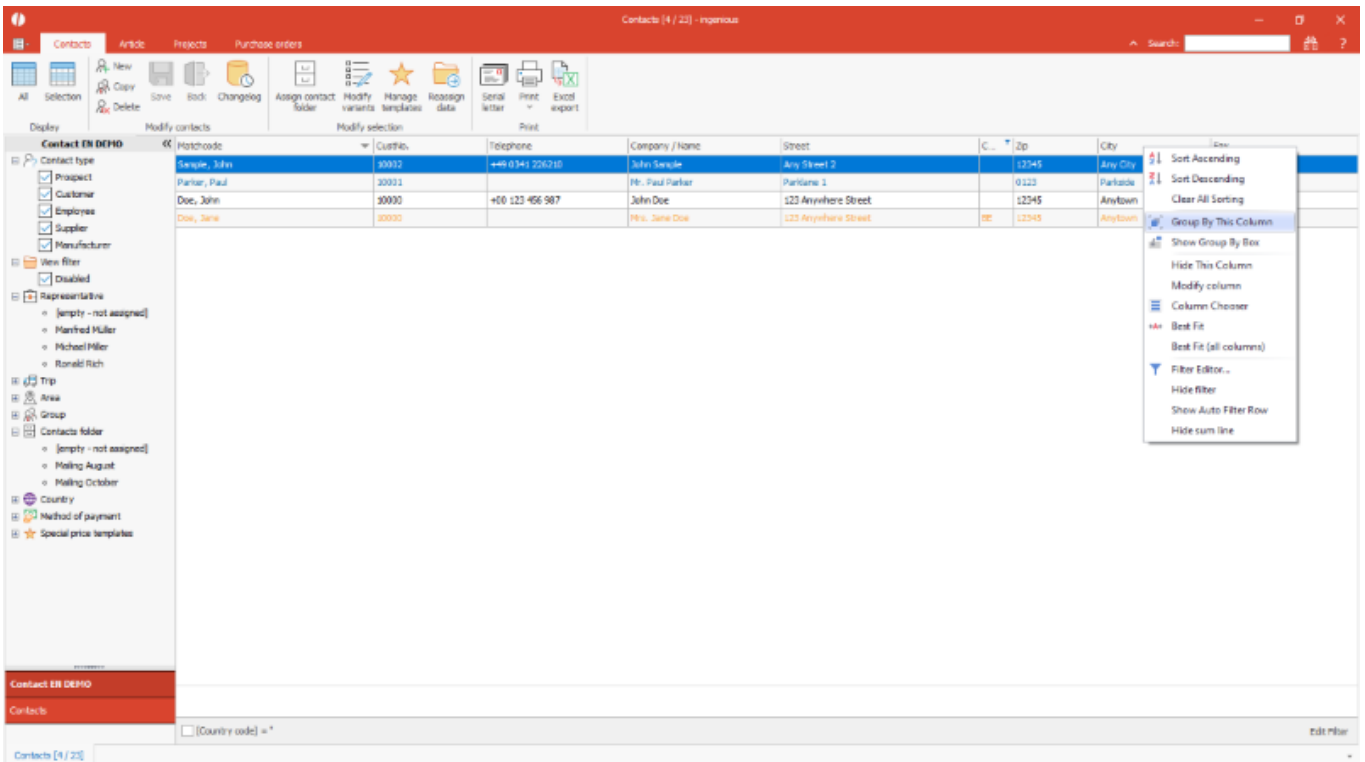 Contacts [4 / 23] - ingenious
Contacts Article Projects Purchase orders Search:
All Selection New Copy Delete Save Back Changelog Assign contact folder Modify variants Manage templates Reassign data Serial letter Print Excel export
Display Modify contacts Modify selection Print
Contact EN DEMO
Contact type
Prospect
Customer
Employee
Supplier
Manufacturer
View filter
Disabled
Representative
[empty - not assigned]
Manfred Müller
Michael Miller
Ronald Rich
Trip
Area
Group
Contacts folder
[empty - not assigned]
Mailing August
Mailing October
Country
Method of payment
Special price templates
Contact EN DEMO
Contacts
Matchcode CustNo. Telephone Company / Name Street C... Zip City
Sample, John 10002 +49 0341 226210 John Sample Any Street 2 12345 Any City
Parker, Paul 10001 Mr. Paul Parker Parklane 1 0123 Parkside
Doe, John 10000 +00 123 456 987 John Doe 123 Anywhere Street 12345 Anytown
Doe, Jane 10000 Mrs. Jane Doe 123 Anywhere Street 12345 Anytown
Sort Ascending
Sort Descending
Clear All Sorting
Group By This Column
Show Group By Box
Hide This Column
Modify column
Column Chooser
Best Fit
Best Fit (all columns)
Filter Editor...
Hide filter
Show Auto Filter Row
Hide sum line
[Country code] = * Edit Filter
Contacts [4 / 23]